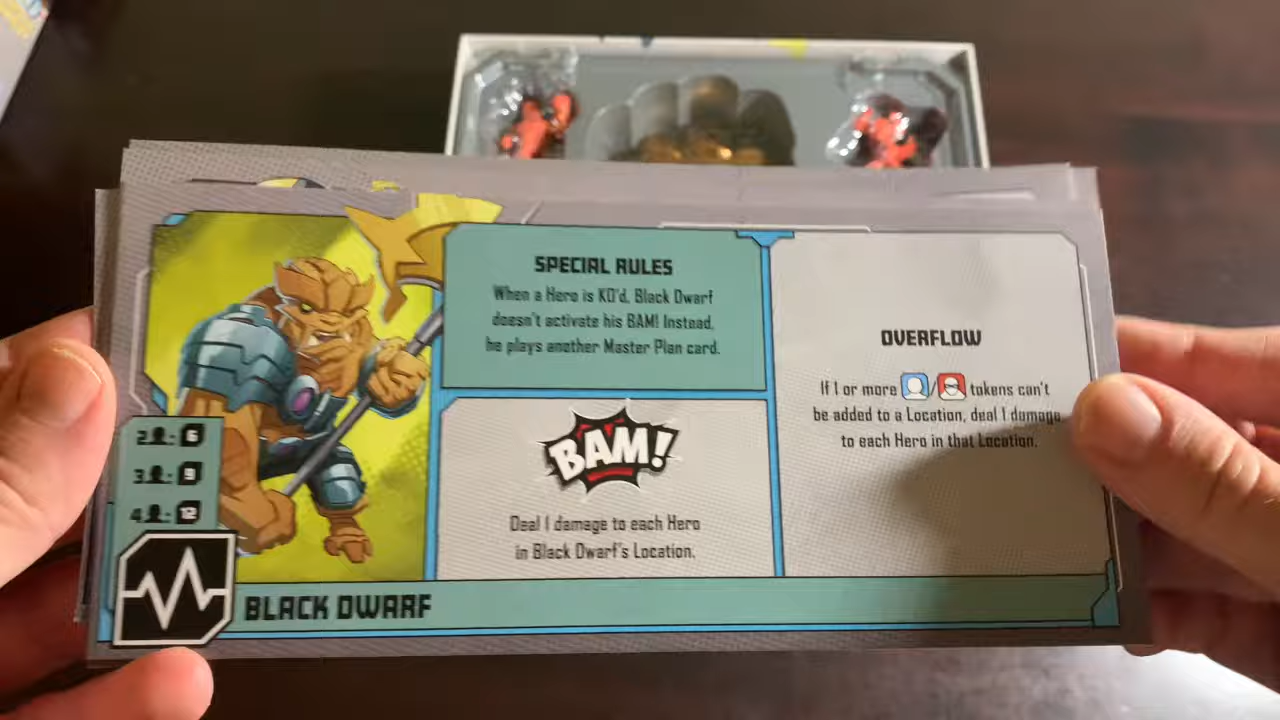 SPECIAL RULES
When a Hero is KO'd, Black Dwarf
doesn't activate his BAM! Instead,
he plays another Master Plan card.
BAM!
Deal 1 damage to each Hero
in Black Dwarf's Location.
OVERFLOW
If 1 or more / tokens can't
be added to a Location, deal 1 damage
to each Hero in that Location.
2 : 6
3 : 9
4 : 12
BLACK DWARF